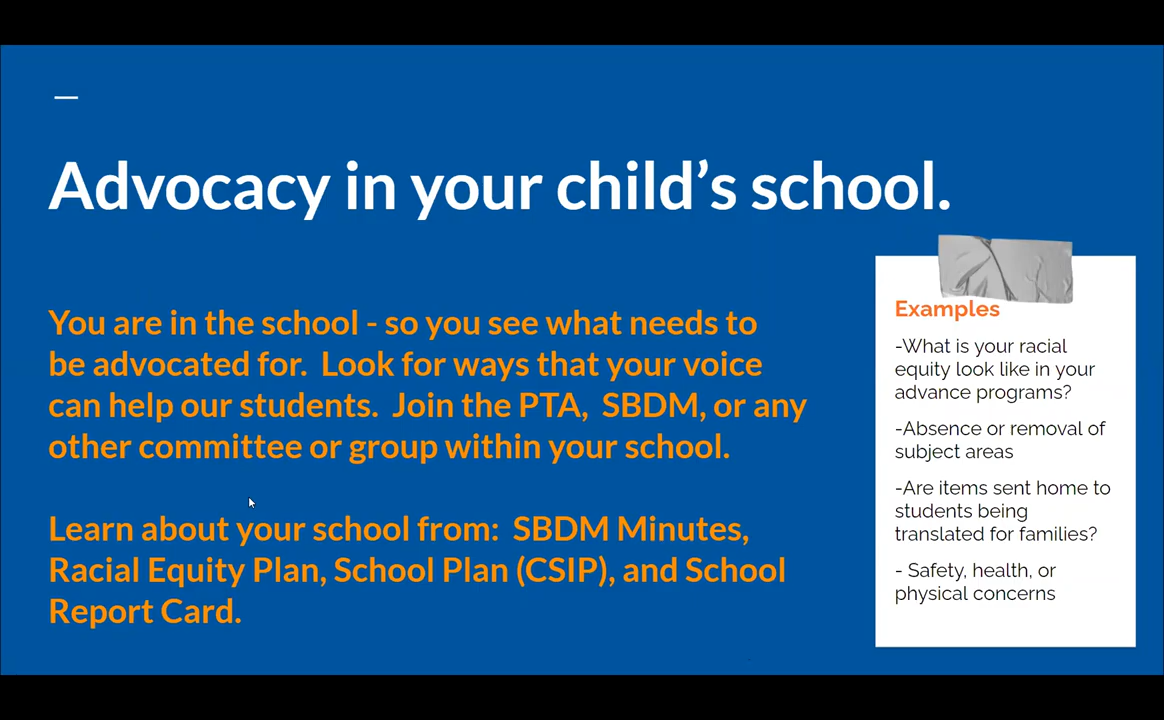 Advocacy in your child’s school.
You are in the school - so you see what needs to
be advocated for.  Look for ways that your voice
can help our students.  Join the PTA,  SBDM, or any
other committee or group within your school.
Learn about your school from:  SBDM Minutes,
Racial Equity Plan, School Plan (CSIP), and School
Report Card.
Examples
-What is your racial
equity look like in your
advance programs?
-Absence or removal of
subject areas
-Are items sent home to
students being
translated for families?
- Safety, health, or
physical concerns